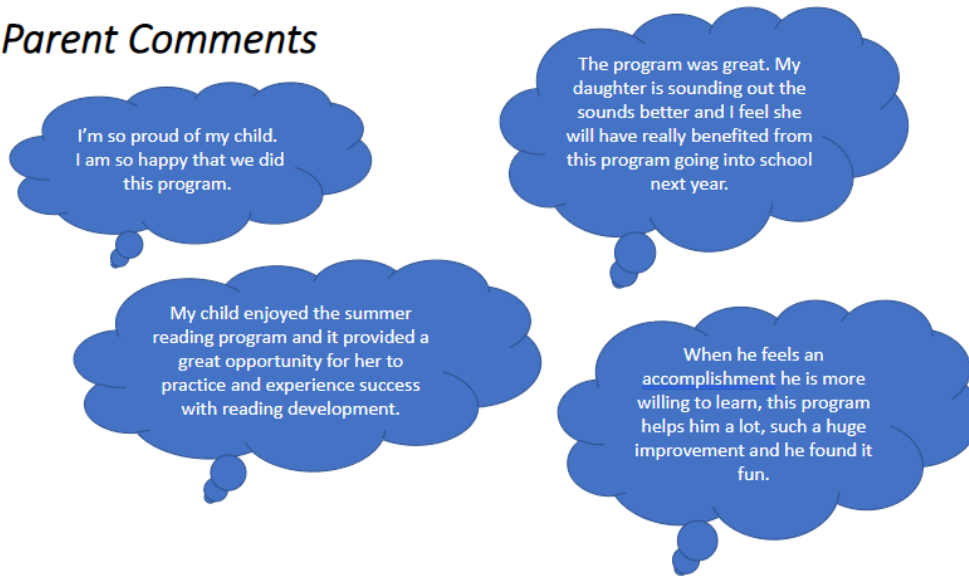 Parent Comments
I'm so proud of my child.
I am so happy that we did
this program.
The program was great. My
daughter is sounding out the
sounds better and I feel she
will have really benefited from
this program going into school
next year.
My child enjoyed the summer
reading program and it provided a
great opportunity for her to
practice and experience success
with reading development.
When he feels an
accomplishment he is more
willing to learn, this program
helps him a lot, such a huge
improvement and he found it
fun.